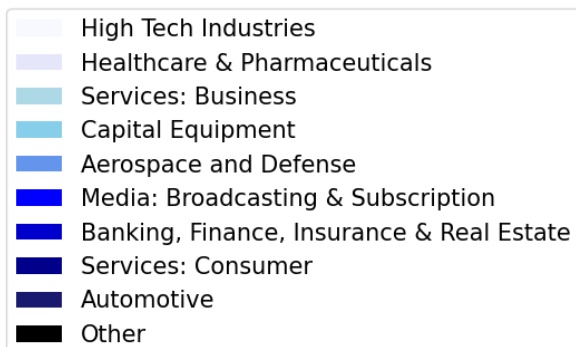 High Tech Industries
Healthcare & Pharmaceuticals
Services: Business
Capital Equipment
Aerospace and Defense
Media: Broadcasting & Subscription
Banking, Finance, Insurance & Real Estate
Services: Consumer
Automotive
Other